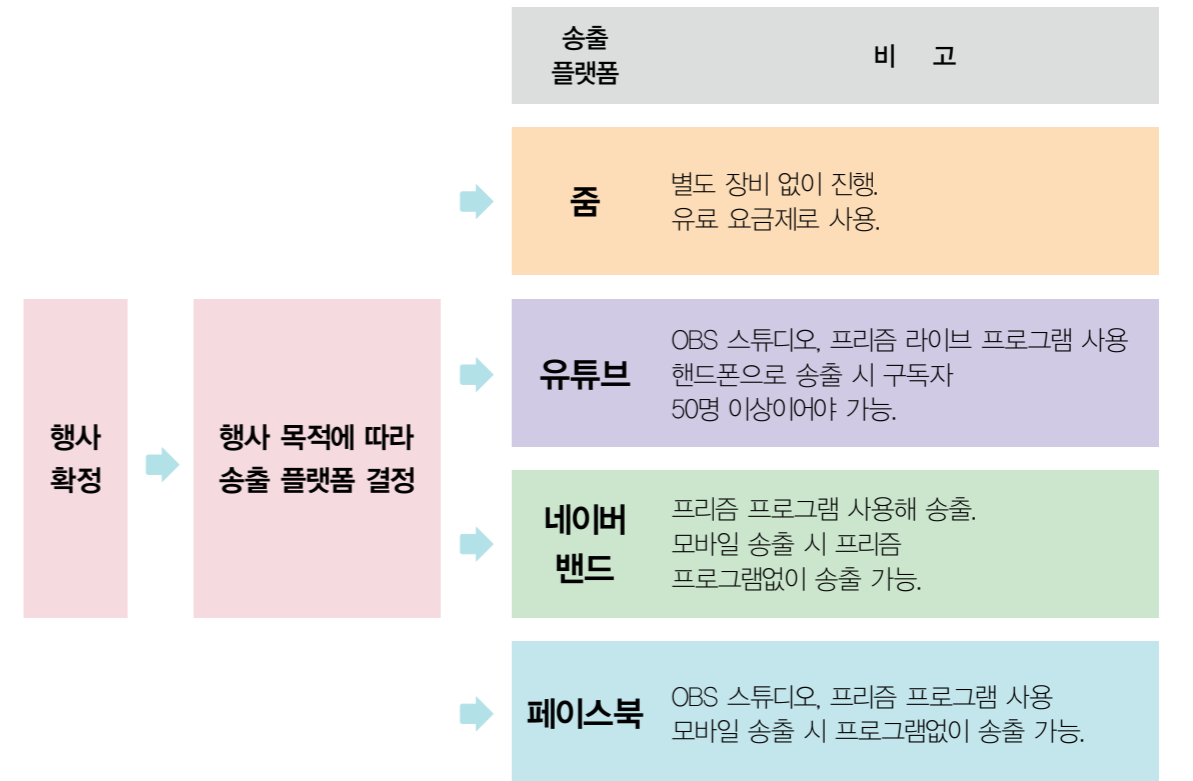 송출
플랫폼
비 고
줌
별도 장비 없이 진행.
유료 요금제로 사용.
행사
확정
행사 목적에 따라
송출 플랫폼 결정
유튜브
OBS 스튜디오, 프리즘 라이브 프로그램 사용
핸드폰으로 송출 시 구독자
50명 이상이어야 가능.
네이버
밴드
프리즘 프로그램 사용해 송출.
모바일 송출 시 프리즘
프로그램없이 송출 가능.
페이스북
OBS 스튜디오, 프리즘 프로그램 사용
모바일 송출 시 프로그램없이 송출 가능.